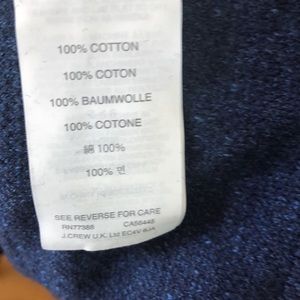 100% COTTON
100% COTON
100% BAUMWOLLE
100% COTONE
綿 100%
100% 면
SEE REVERSE FOR CARE
RN77388 CA55445
J.CREW U.K. Ltd EC4V 6JA